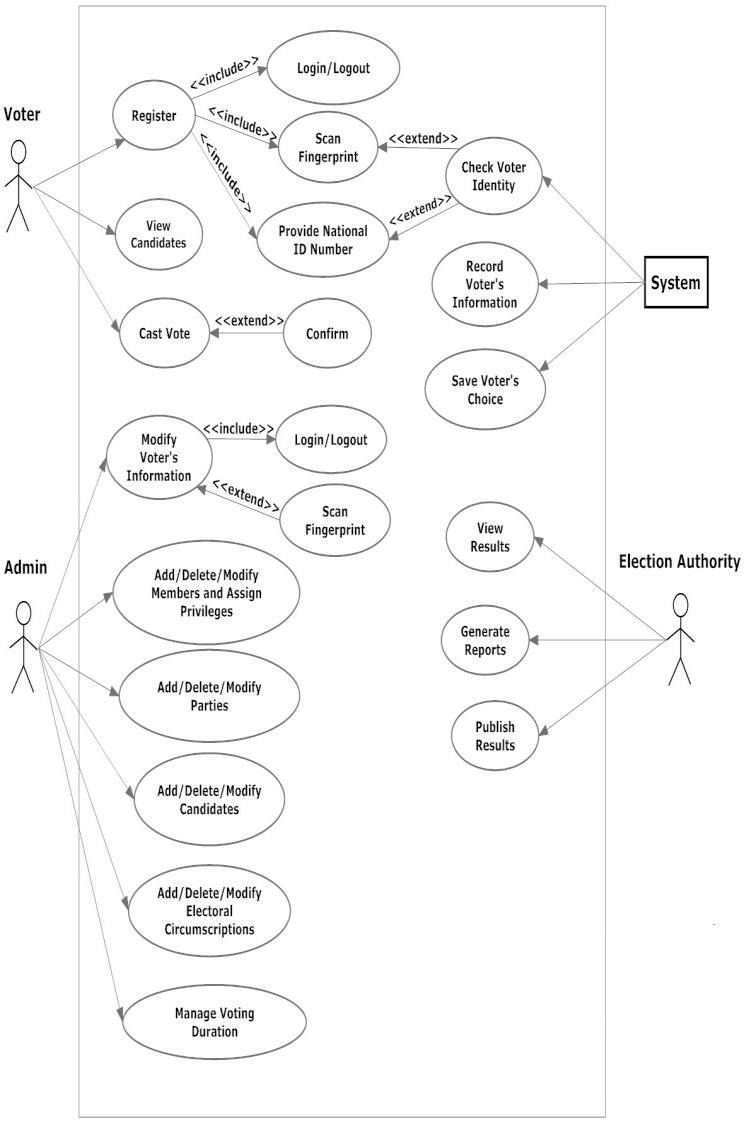 Voter
Register
<<include>>
Login/Logout
<<include>>
Scan
Fingerprint
<<include>>
Provide National
ID Number
<<extend>>
<<extend>>
Check Voter
Identity
View
Candidates
Record
Voter's
Information
System
Cast Vote
<<extend>>
Confirm
Save Voter's
Choice
Modify
Voter's
Information
<<include>>
Login/Logout
<<extend>>
Scan
Fingerprint
Admin
Add/Delete/Modify
Members and Assign
Privileges
Add/Delete/Modify
Parties
Add/Delete/Modify
Candidates
Add/Delete/Modify
Electoral
Circumscriptions
Manage Voting
Duration
View
Results
Election Authority
Generate
Reports
Publish
Results